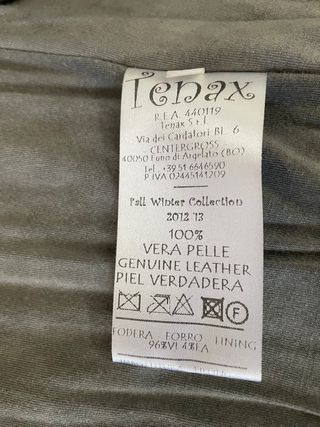 Tenax
R.E.A. 440119
Tenax S.r.l.
Via dei Cardatori BL. 6
- CENTERGROSS -
40050 Funo di Argelato (BO)
Tel. +39 51 6646590
P. IVA 02445141209
Fall Winter Collection
2012 '13
100%
VERA PELLE
GENUINE LEATHER
PIEL VERDADERA
F
FODERA FORRO LINING